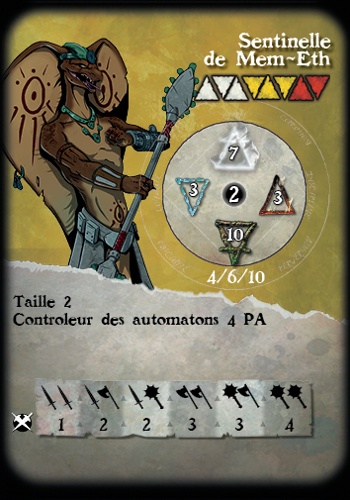 Sentinelle
de Mem~Eth
7
3
2
3
10
4/6/10
Taille 2
Controleur des automatons 4 PA
1 2 2 3 3 4